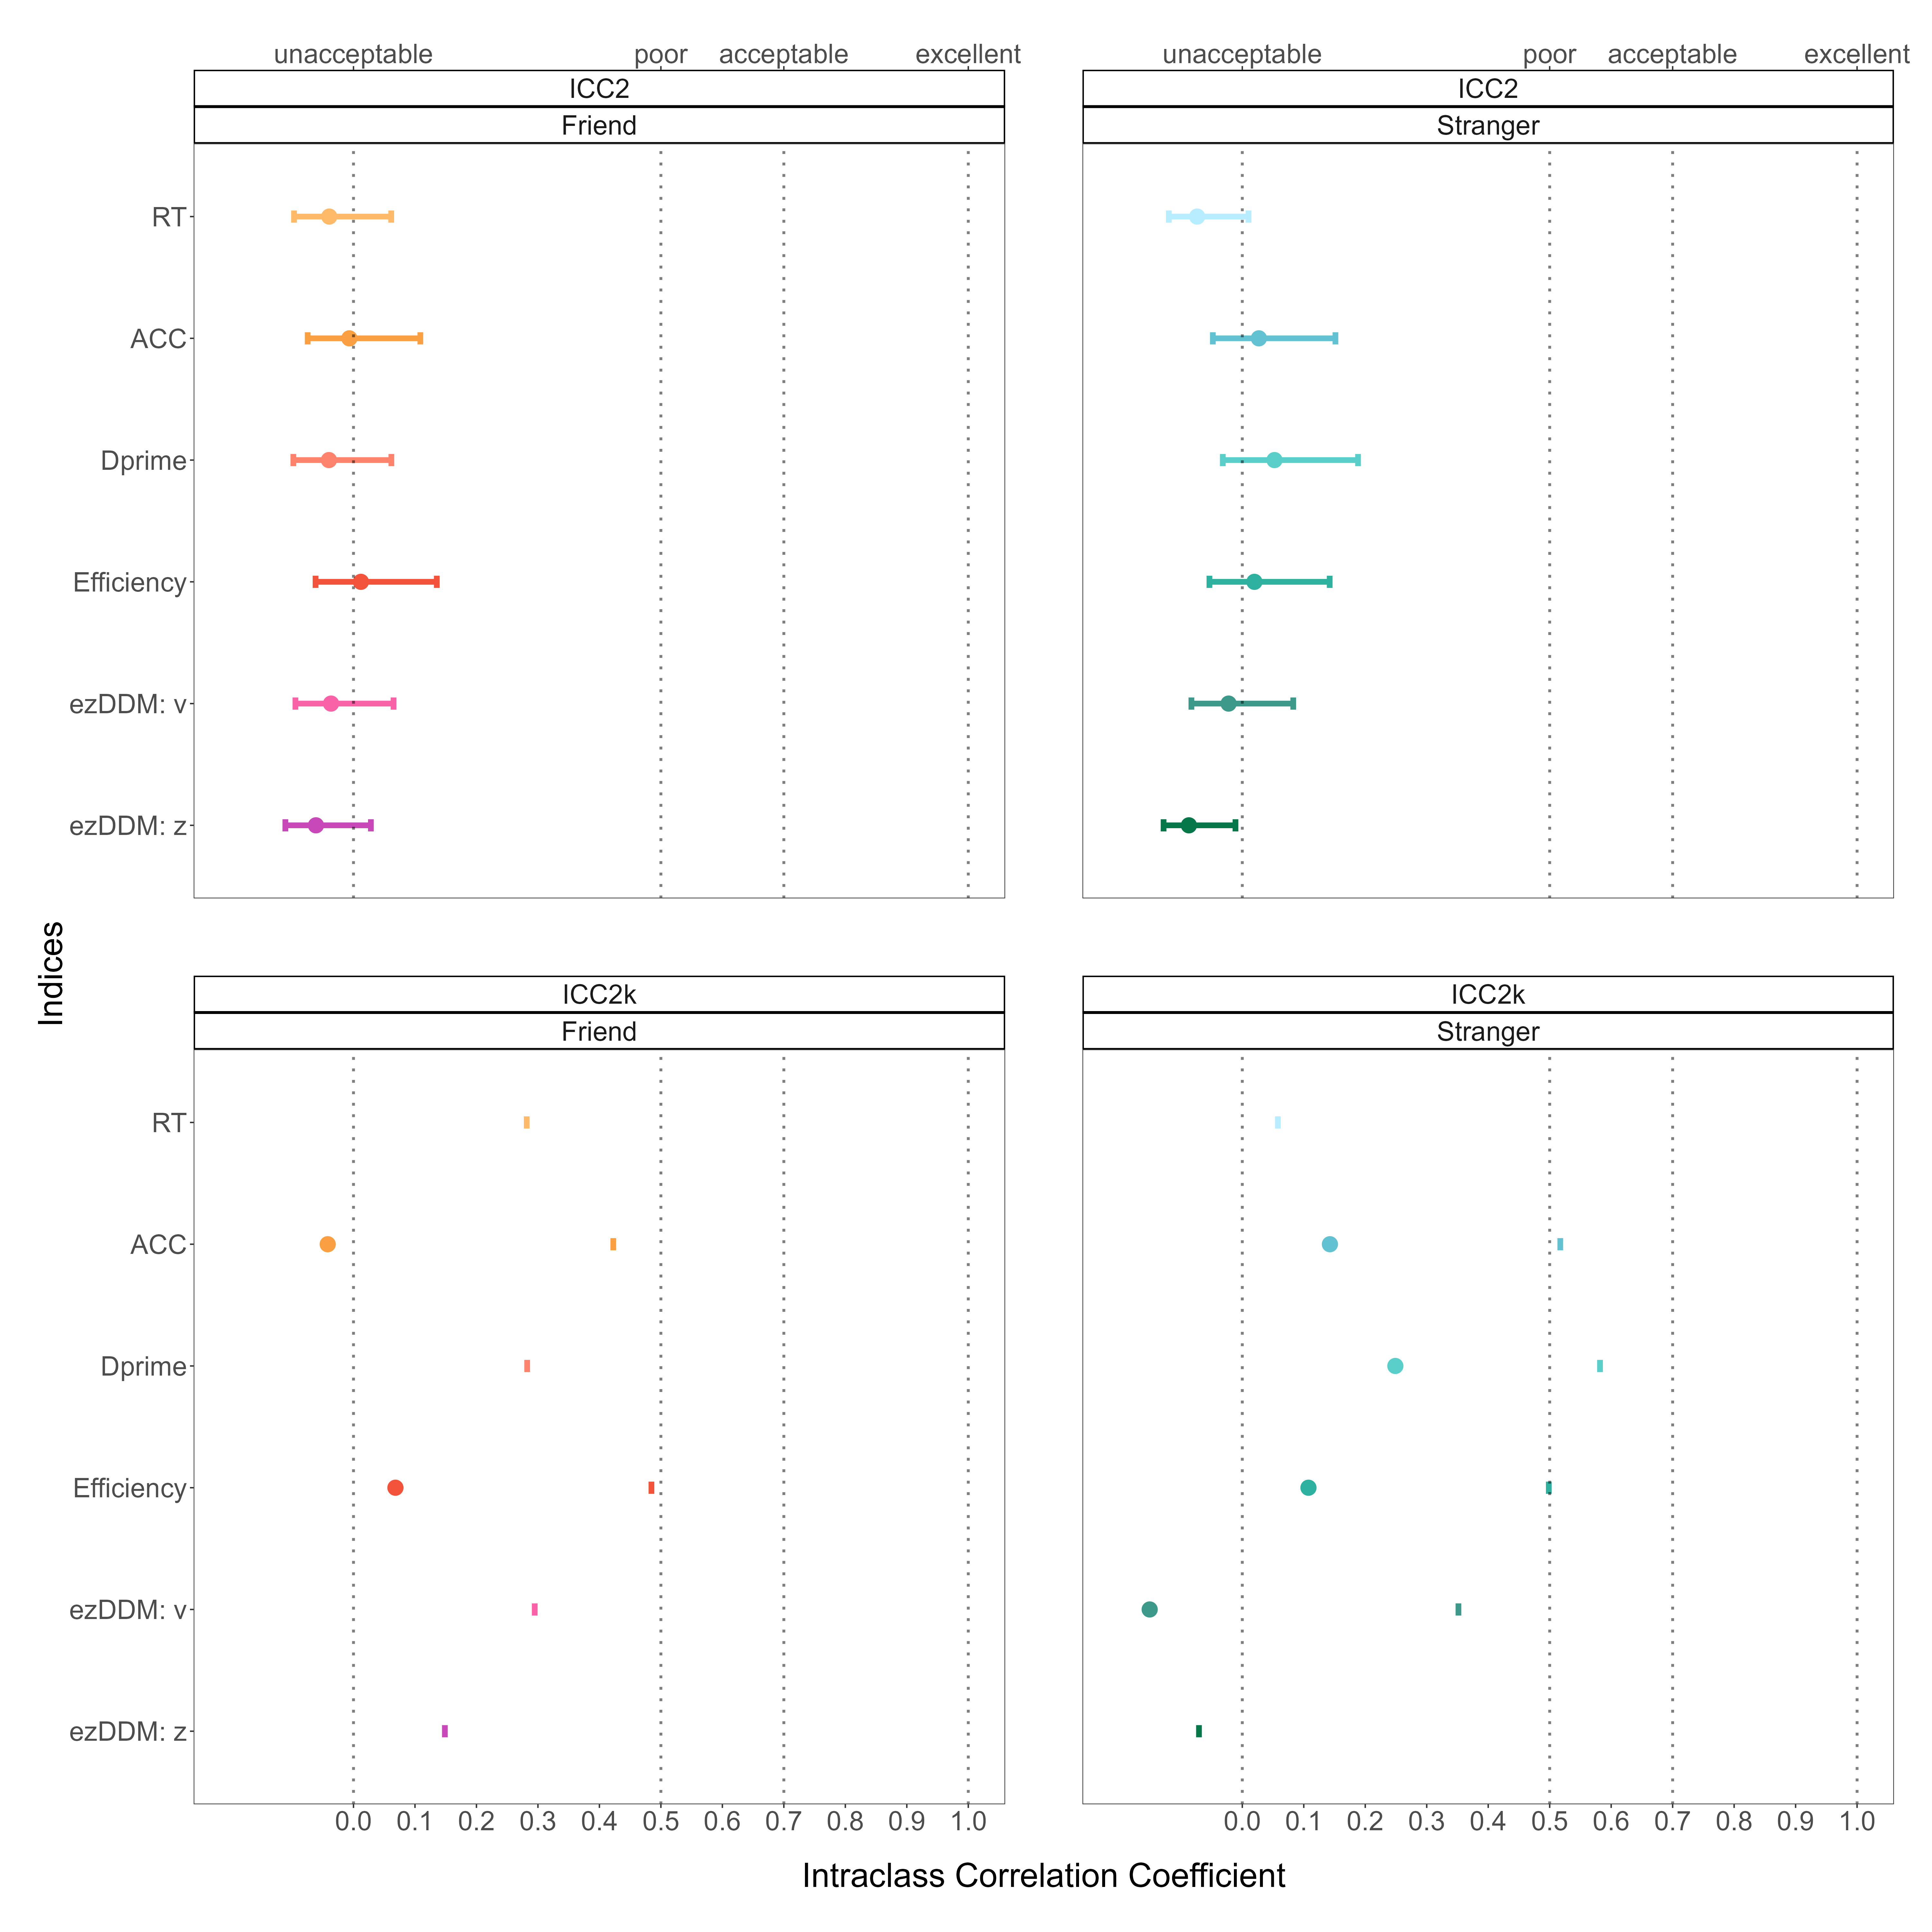 unacceptable poor acceptable excellent unacceptable poor acceptable excellent
ICC2 ICC2
Friend Stranger
RT
ACC
Dprime
Efficiency
ezDDM: v
ezDDM: z
Indices
ICC2k ICC2k
Friend Stranger
RT
ACC
Dprime
Efficiency
ezDDM: v
ezDDM: z
0.0 0.1 0.2 0.3 0.4 0.5 0.6 0.7 0.8 0.9 1.0 0.0 0.1 0.2 0.3 0.4 0.5 0.6 0.7 0.8 0.9 1.0
Intraclass Correlation Coefficient